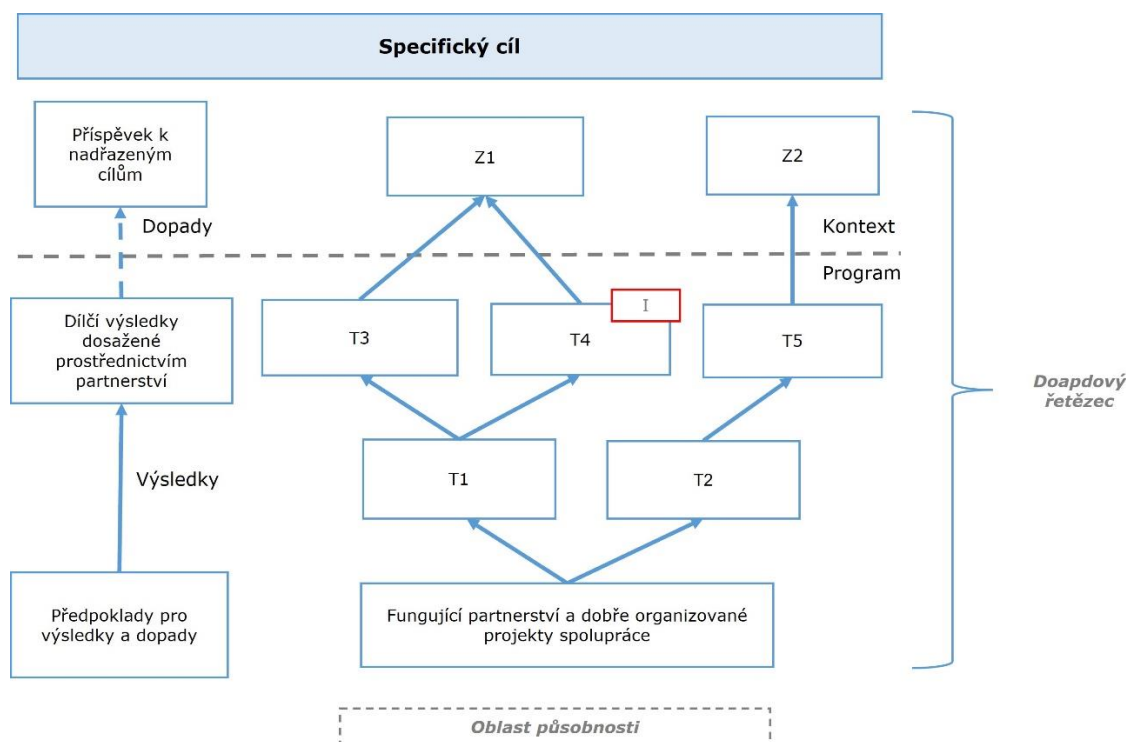 Specifický cíl
Příspěvek k
nadřazeným
cílům
Z1
Z2
Dopady
Kontext
Program
I
Dílčí výsledky
dosažené
prostřednictvím
partnerství
T3
T4
T5
Doapdový
řetězec
Výsledky
T1
T2
Předpoklady pro
výsledky a dopady
Fungující partnerství a dobře organizované
projekty spolupráce
Oblast působnosti